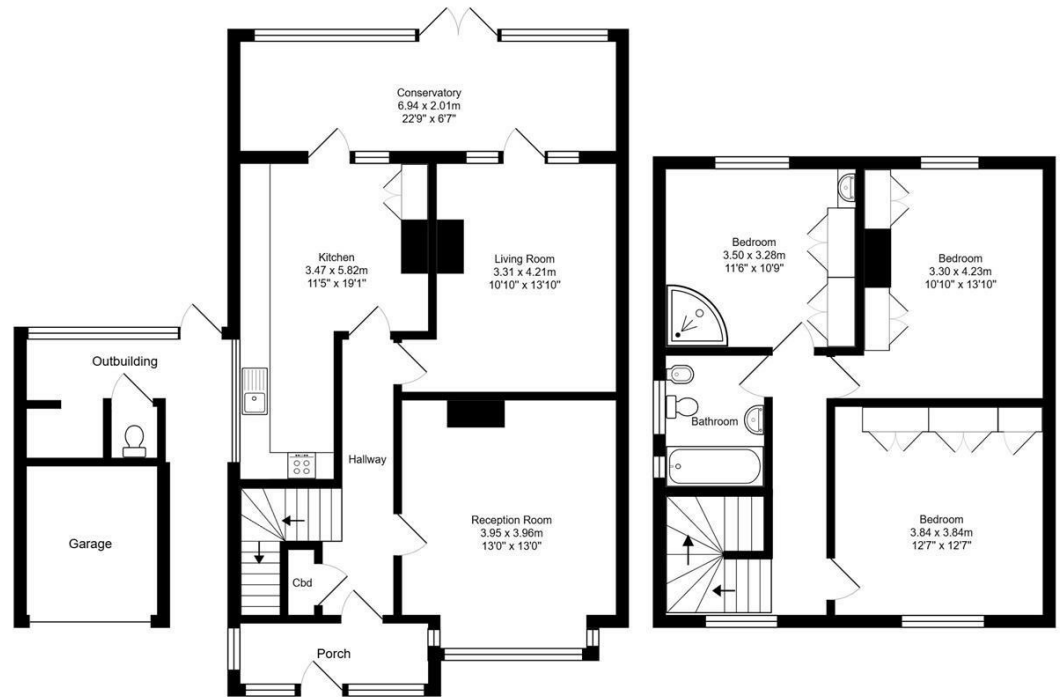 Conservatory
6.94 x 2.01m
22'9" x 6'7"
Kitchen
3.47 x 5.82m
11'5" x 19'1"
Living Room
3.31 x 4.21m
10'10" x 13'10"
Outbuilding
Garage
Hallway
Reception Room
3.95 x 3.96m
13'0" x 13'0"
Cbd
Porch
Bedroom
3.50 x 3.28m
11'6" x 10'9"
Bedroom
3.30 x 4.23m
10'10" x 13'10"
Bathroom
Bedroom
3.84 x 3.84m
12'7" x 12'7"